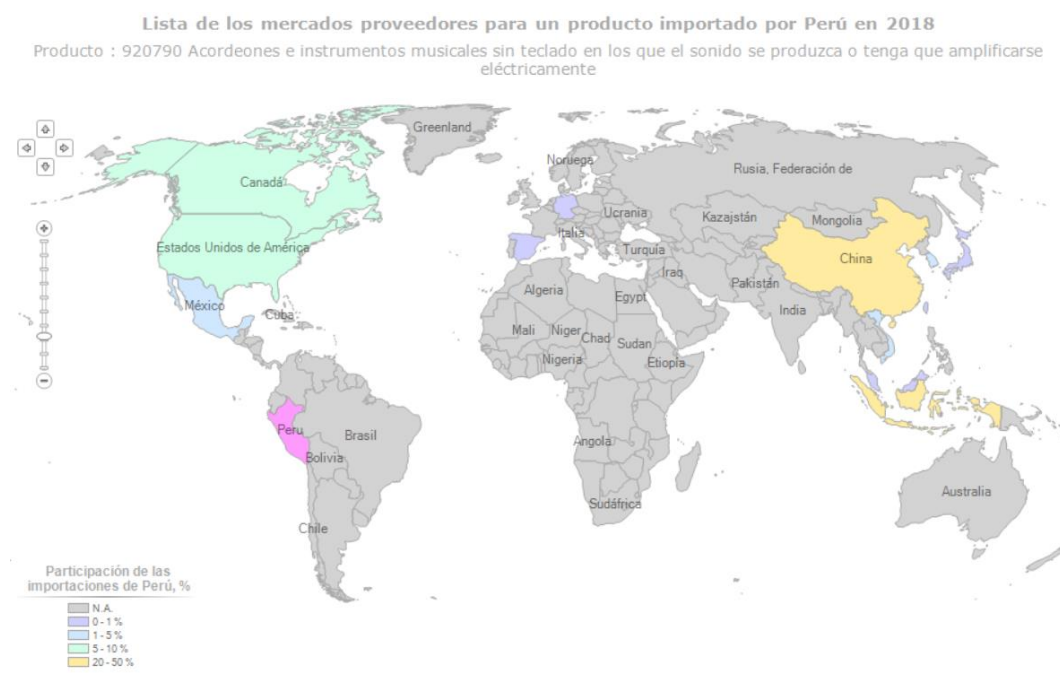 Lista de los mercados proveedores para un producto importado por Perú en 2018
Producto : 920790 Acordeones e instrumentos musicales sin teclado en los que el sonido se produzca o tenga que amplificarse
eléctricamente
Greenland
Noruega
Rusia, Federación de
Canadá
Ucrania
Kazajstán
Mongolia
Italia
Estados Unidos de América
Turquía
China
Iraq
Pakistán
Algeria
Egypt
India
México
Cuba
Mali
Niger
Chad
Sudan
Nigeria
Etiopía
Peru
Brasil
Angola
Bolivia
Australia
Sudáfrica
Chile
Participación de las
importaciones de Perú, %
N.A.
0 - 1 %
1 - 5 %
5 - 10 %
20 - 50 %